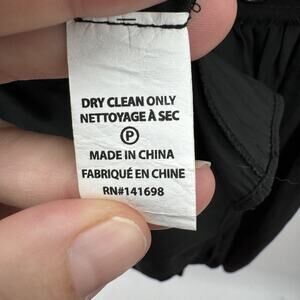 DRY CLEAN ONLY
NETTOYAGE À SEC
P
MADE IN CHINA
FABRIQUÉ EN CHINE
RN#141698